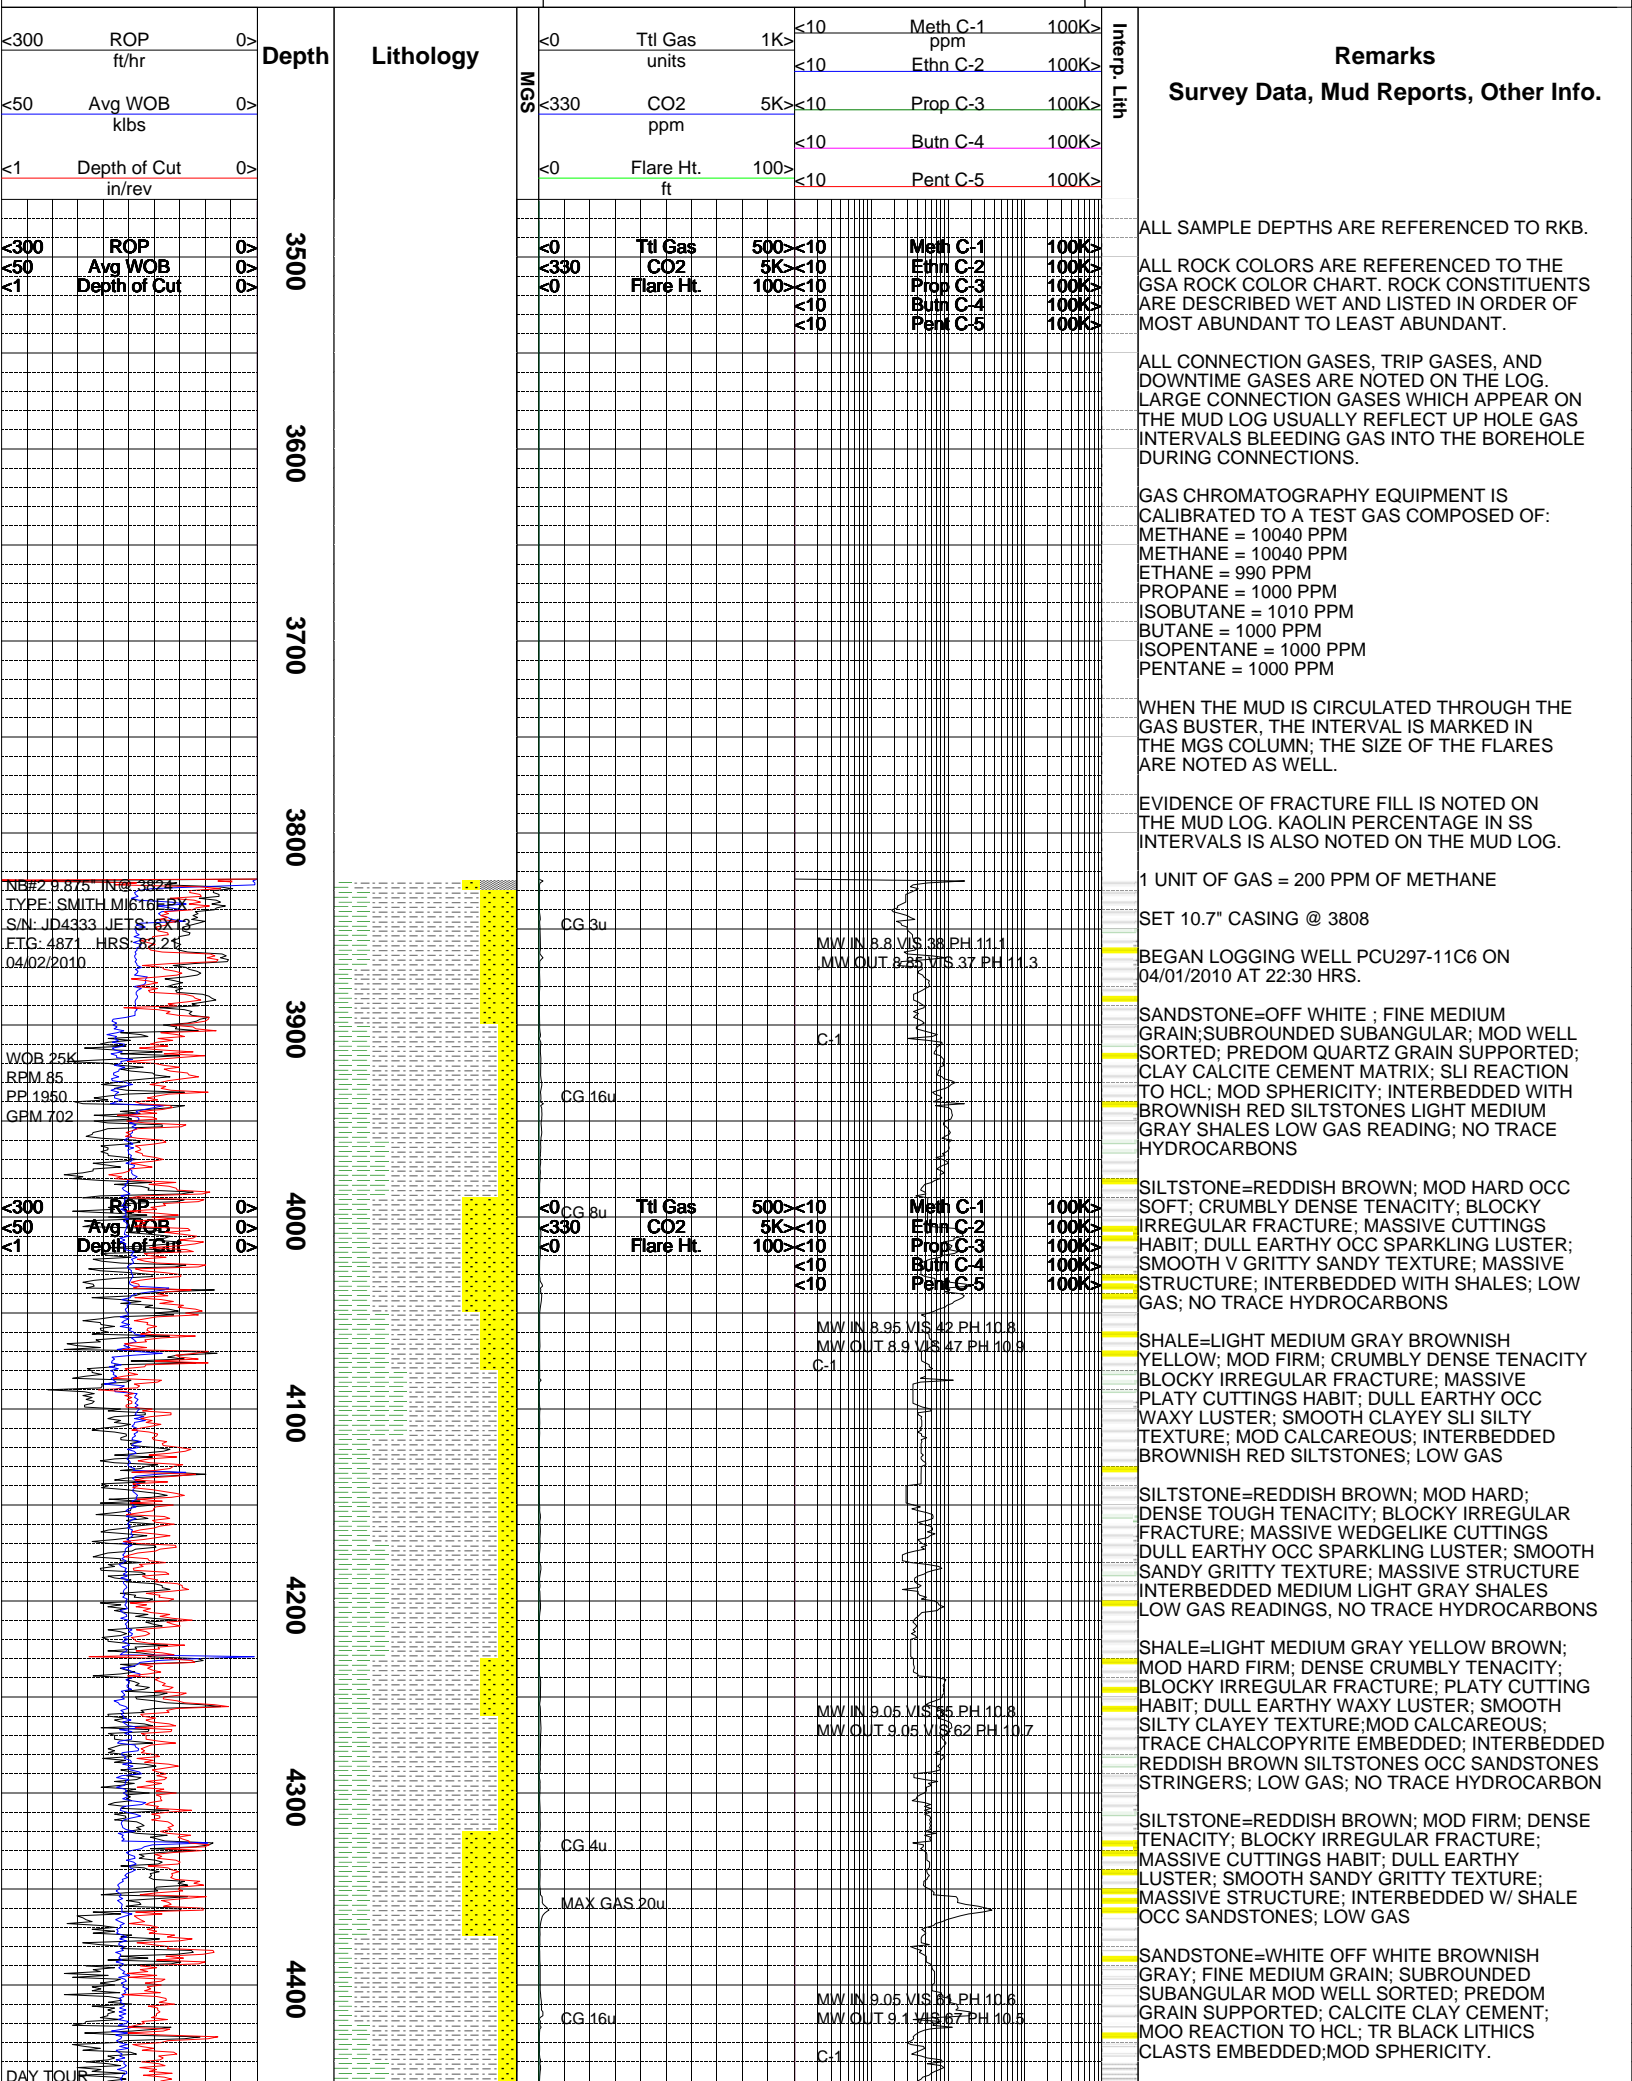 <300 ROP 0>
ft/hr
<50 Avg WOB 0>
klbs
<1 Depth of Cut 0>
in/rev
Depth
Lithology
MGS
<0 Ttl Gas 1K>
units
<330 CO2 5K>
ppm
<0 Flare Ht. 100>
ft
<10 Meth C-1 100K>
ppm
<10 Ethn C-2 100K>
<10 Prop C-3 100K>
<10 Butn C-4 100K>
<10 Pent C-5 100K>
Interp. Lith
Remarks
Survey Data, Mud Reports, Other Info.
<300 ROP 0>
<50 Avg WOB 0>
<1 Depth of Cut 0>
3500
<0 Ttl Gas 500>
<330 CO2 5K>
<0 Flare Ht. 100>
<10 Meth C-1 100K>
<10 Ethn C-2 100K>
<10 Prop C-3 100K>
<10 Butn C-4 100K>
<10 Pent C-5 100K>
3600
3700
3800
NB#2 9.875" IN@ 3824
TYPE: SMITH MI616EPX
S/N: JD4333 JETS: 6X13
FTG: 4871 HRS: 82.21
04/02/2010
CG 3u
MW IN 8.8 VIS 38 PH 11.1
,MW OUT 8.85 VIS 37 PH 11.3
3900
C-1
WOB 25K
RPM 85
PP 1950
GPM 702
CG 16u
<300 ROP 0>
<50 Avg WOB 0>
<1 Depth of Cut 0>
4000
CG 8u
<0 Ttl Gas 500>
<330 CO2 5K>
<0 Flare Ht. 100>
<10 Meth C-1 100K>
<10 Ethn C-2 100K>
<10 Prop C-3 100K>
<10 Butn C-4 100K>
<10 Pent C-5 100K>
MW IN 8.95 VIS 42 PH 10.8
MW OUT 8.9 VIS 47 PH 10.9
C-1
4100
4200
MW IN 9.05 VIS 55 PH 10.8
MW OUT 9.05 VIS 62 PH 10.7
4300
CG 4u
MAX GAS 20u
4400
MW IN 9.05 VIS 61 PH 10.6
MW OUT 9.1 VIS 67 PH 10.5
CG 16u
C-1
DAY TOUR
ALL SAMPLE DEPTHS ARE REFERENCED TO RKB.
ALL ROCK COLORS ARE REFERENCED TO THE
GSA ROCK COLOR CHART. ROCK CONSTITUENTS
ARE DESCRIBED WET AND LISTED IN ORDER OF
MOST ABUNDANT TO LEAST ABUNDANT.
ALL CONNECTION GASES, TRIP GASES, AND
DOWNTIME GASES ARE NOTED ON THE LOG.
LARGE CONNECTION GASES WHICH APPEAR ON
THE MUD LOG USUALLY REFLECT UP HOLE GAS
INTERVALS BLEEDING GAS INTO THE BOREHOLE
DURING CONNECTIONS.
GAS CHROMATOGRAPHY EQUIPMENT IS
CALIBRATED TO A TEST GAS COMPOSED OF:
METHANE = 10040 PPM
METHANE = 10040 PPM
ETHANE = 990 PPM
PROPANE = 1000 PPM
ISOBUTANE = 1010 PPM
BUTANE = 1000 PPM
ISOPENTANE = 1000 PPM
PENTANE = 1000 PPM
WHEN THE MUD IS CIRCULATED THROUGH THE
GAS BUSTER, THE INTERVAL IS MARKED IN
THE MGS COLUMN; THE SIZE OF THE FLARES
ARE NOTED AS WELL.
EVIDENCE OF FRACTURE FILL IS NOTED ON
THE MUD LOG. KAOLIN PERCENTAGE IN SS
INTERVALS IS ALSO NOTED ON THE MUD LOG.
1 UNIT OF GAS = 200 PPM OF METHANE
SET 10.7" CASING @ 3808
BEGAN LOGGING WELL PCU297-11C6 ON
04/01/2010 AT 22:30 HRS.
SANDSTONE=OFF WHITE ; FINE MEDIUM
GRAIN;SUBROUNDED SUBANGULAR; MOD WELL
SORTED; PREDOM QUARTZ GRAIN SUPPORTED;
CLAY CALCITE CEMENT MATRIX; SLI REACTION
TO HCL; MOD SPHERICITY; INTERBEDDED WITH
BROWNISH RED SILTSTONES LIGHT MEDIUM
GRAY SHALES LOW GAS READING; NO TRACE
HYDROCARBONS
SILTSTONE=REDDISH BROWN; MOD HARD OCC
SOFT; CRUMBLY DENSE TENACITY; BLOCKY
IRREGULAR FRACTURE; MASSIVE CUTTINGS
HABIT; DULL EARTHY OCC SPARKLING LUSTER;
SMOOTH V GRITTY SANDY TEXTURE; MASSIVE
STRUCTURE; INTERBEDDED WITH SHALES; LOW
GAS; NO TRACE HYDROCARBONS
SHALE=LIGHT MEDIUM GRAY BROWNISH
YELLOW; MOD FIRM; CRUMBLY DENSE TENACITY
BLOCKY IRREGULAR FRACTURE; MASSIVE
PLATY CUTTINGS HABIT; DULL EARTHY OCC
WAXY LUSTER; SMOOTH CLAYEY SLI SILTY
TEXTURE; MOD CALCAREOUS; INTERBEDDED
BROWNISH RED SILTSTONES; LOW GAS
SILTSTONE=REDDISH BROWN; MOD HARD;
DENSE TOUGH TENACITY; BLOCKY IRREGULAR
FRACTURE; MASSIVE WEDGELIKE CUTTINGS
DULL EARTHY OCC SPARKLING LUSTER; SMOOTH
SANDY GRITTY TEXTURE; MASSIVE STRUCTURE
INTERBEDDED MEDIUM LIGHT GRAY SHALES
LOW GAS READINGS, NO TRACE HYDROCARBONS
SHALE=LIGHT MEDIUM GRAY YELLOW BROWN;
MOD HARD FIRM; DENSE CRUMBLY TENACITY;
BLOCKY IRREGULAR FRACTURE; PLATY CUTTING
HABIT; DULL EARTHY WAXY LUSTER; SMOOTH
SILTY CLAYEY TEXTURE;MOD CALCAREOUS;
TRACE CHALCOPYRITE EMBEDDED; INTERBEDDED
REDDISH BROWN SILTSTONES OCC SANDSTONES
STRINGERS; LOW GAS; NO TRACE HYDROCARBON
SILTSTONE=REDDISH BROWN; MOD FIRM; DENSE
TENACITY; BLOCKY IRREGULAR FRACTURE;
MASSIVE CUTTINGS HABIT; DULL EARTHY
LUSTER; SMOOTH SANDY GRITTY TEXTURE;
MASSIVE STRUCTURE; INTERBEDDED W/ SHALE
OCC SANDSTONES; LOW GAS
SANDSTONE=WHITE OFF WHITE BROWNISH
GRAY; FINE MEDIUM GRAIN; SUBROUNDED
SUBANGULAR MOD WELL SORTED; PREDOM
GRAIN SUPPORTED; CALCITE CLAY CEMENT;
MOO REACTION TO HCL; TR BLACK LITHICS
CLASTS EMBEDDED;MOD SPHERICITY.